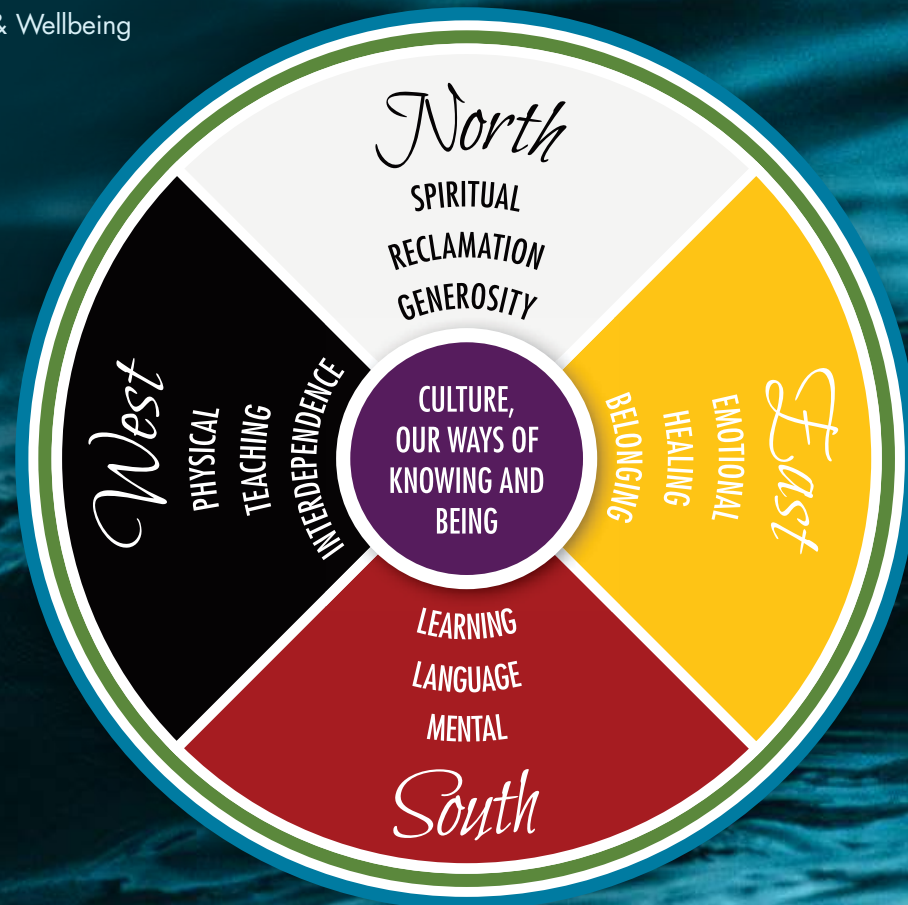 & Wellbeing
North
SPIRITUAL
RECLAMATION
GENEROSITY
West
PHYSICAL
TEACHING
INTERDEPENDENCE
CULTURE,
OUR WAYS OF
KNOWING AND
BEING
BELONGING
HEALING
EMOTIONAL
East
LEARNING
LANGUAGE
MENTAL
South